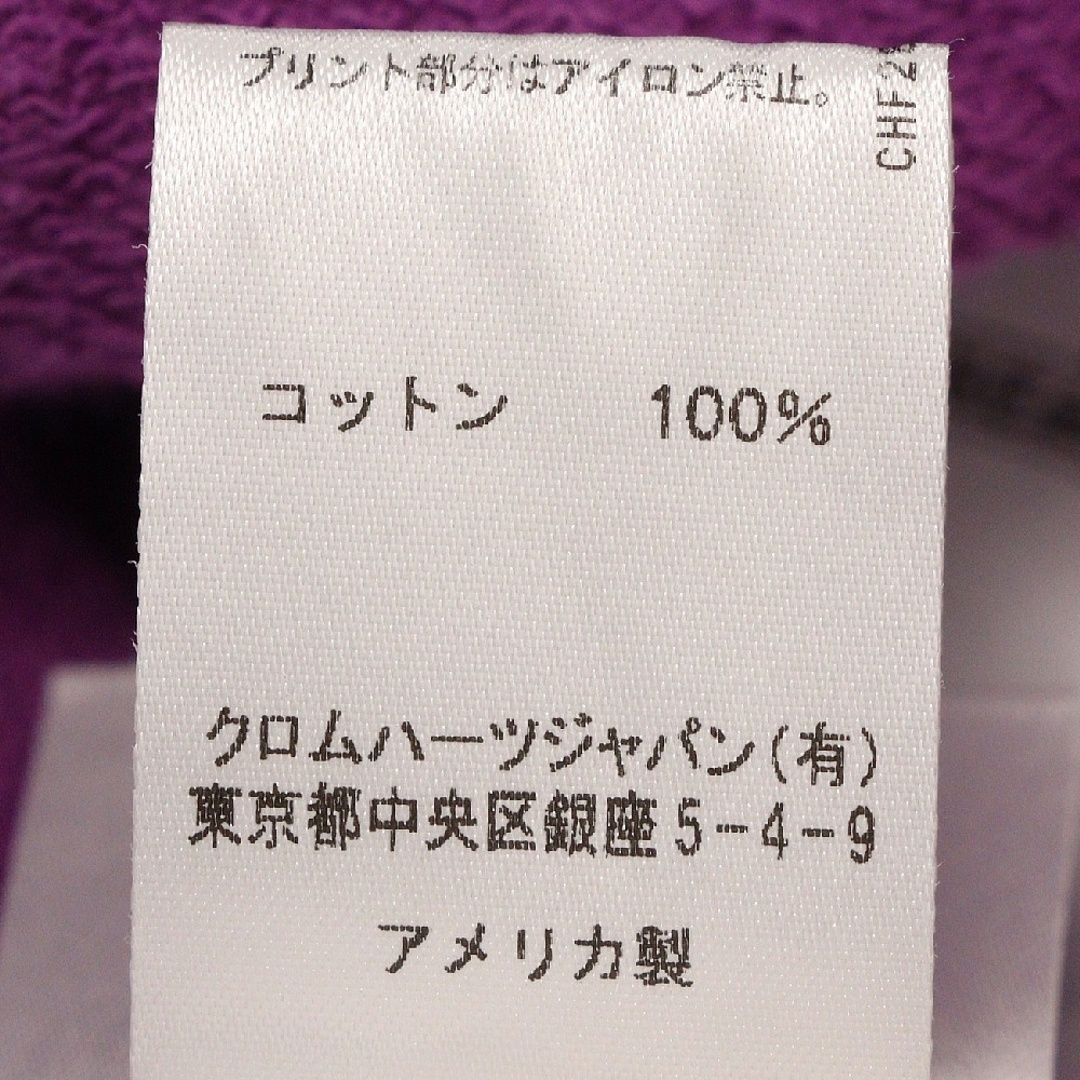 プリント部分はアイロン禁止。
コットン 100%
クロムハーツジャパン(有)
東京都中央区銀座5-4-9
アメリカ製